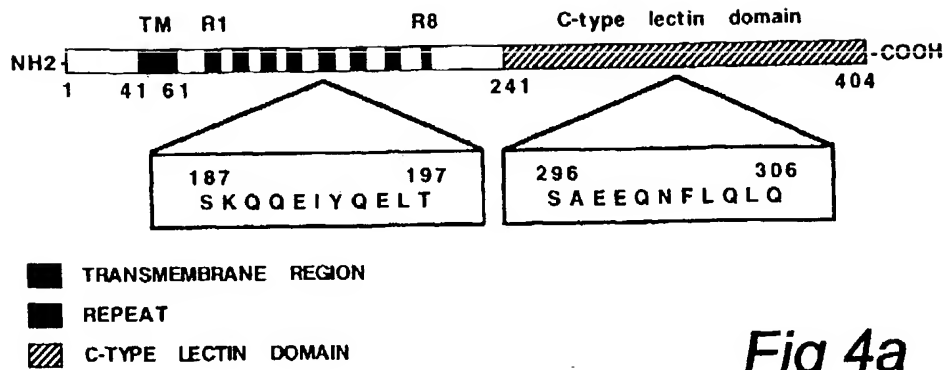 TM R1 R8 C-type lectin domain
NH2- -COOH
1 41 61 241 404
187 197 296 306
SKQQEIYQELT SAEEQNFLQLQ
TRANSMEMBRANE REGION
REPEAT
C-TYPE LECTIN DOMAIN
Fig 4a